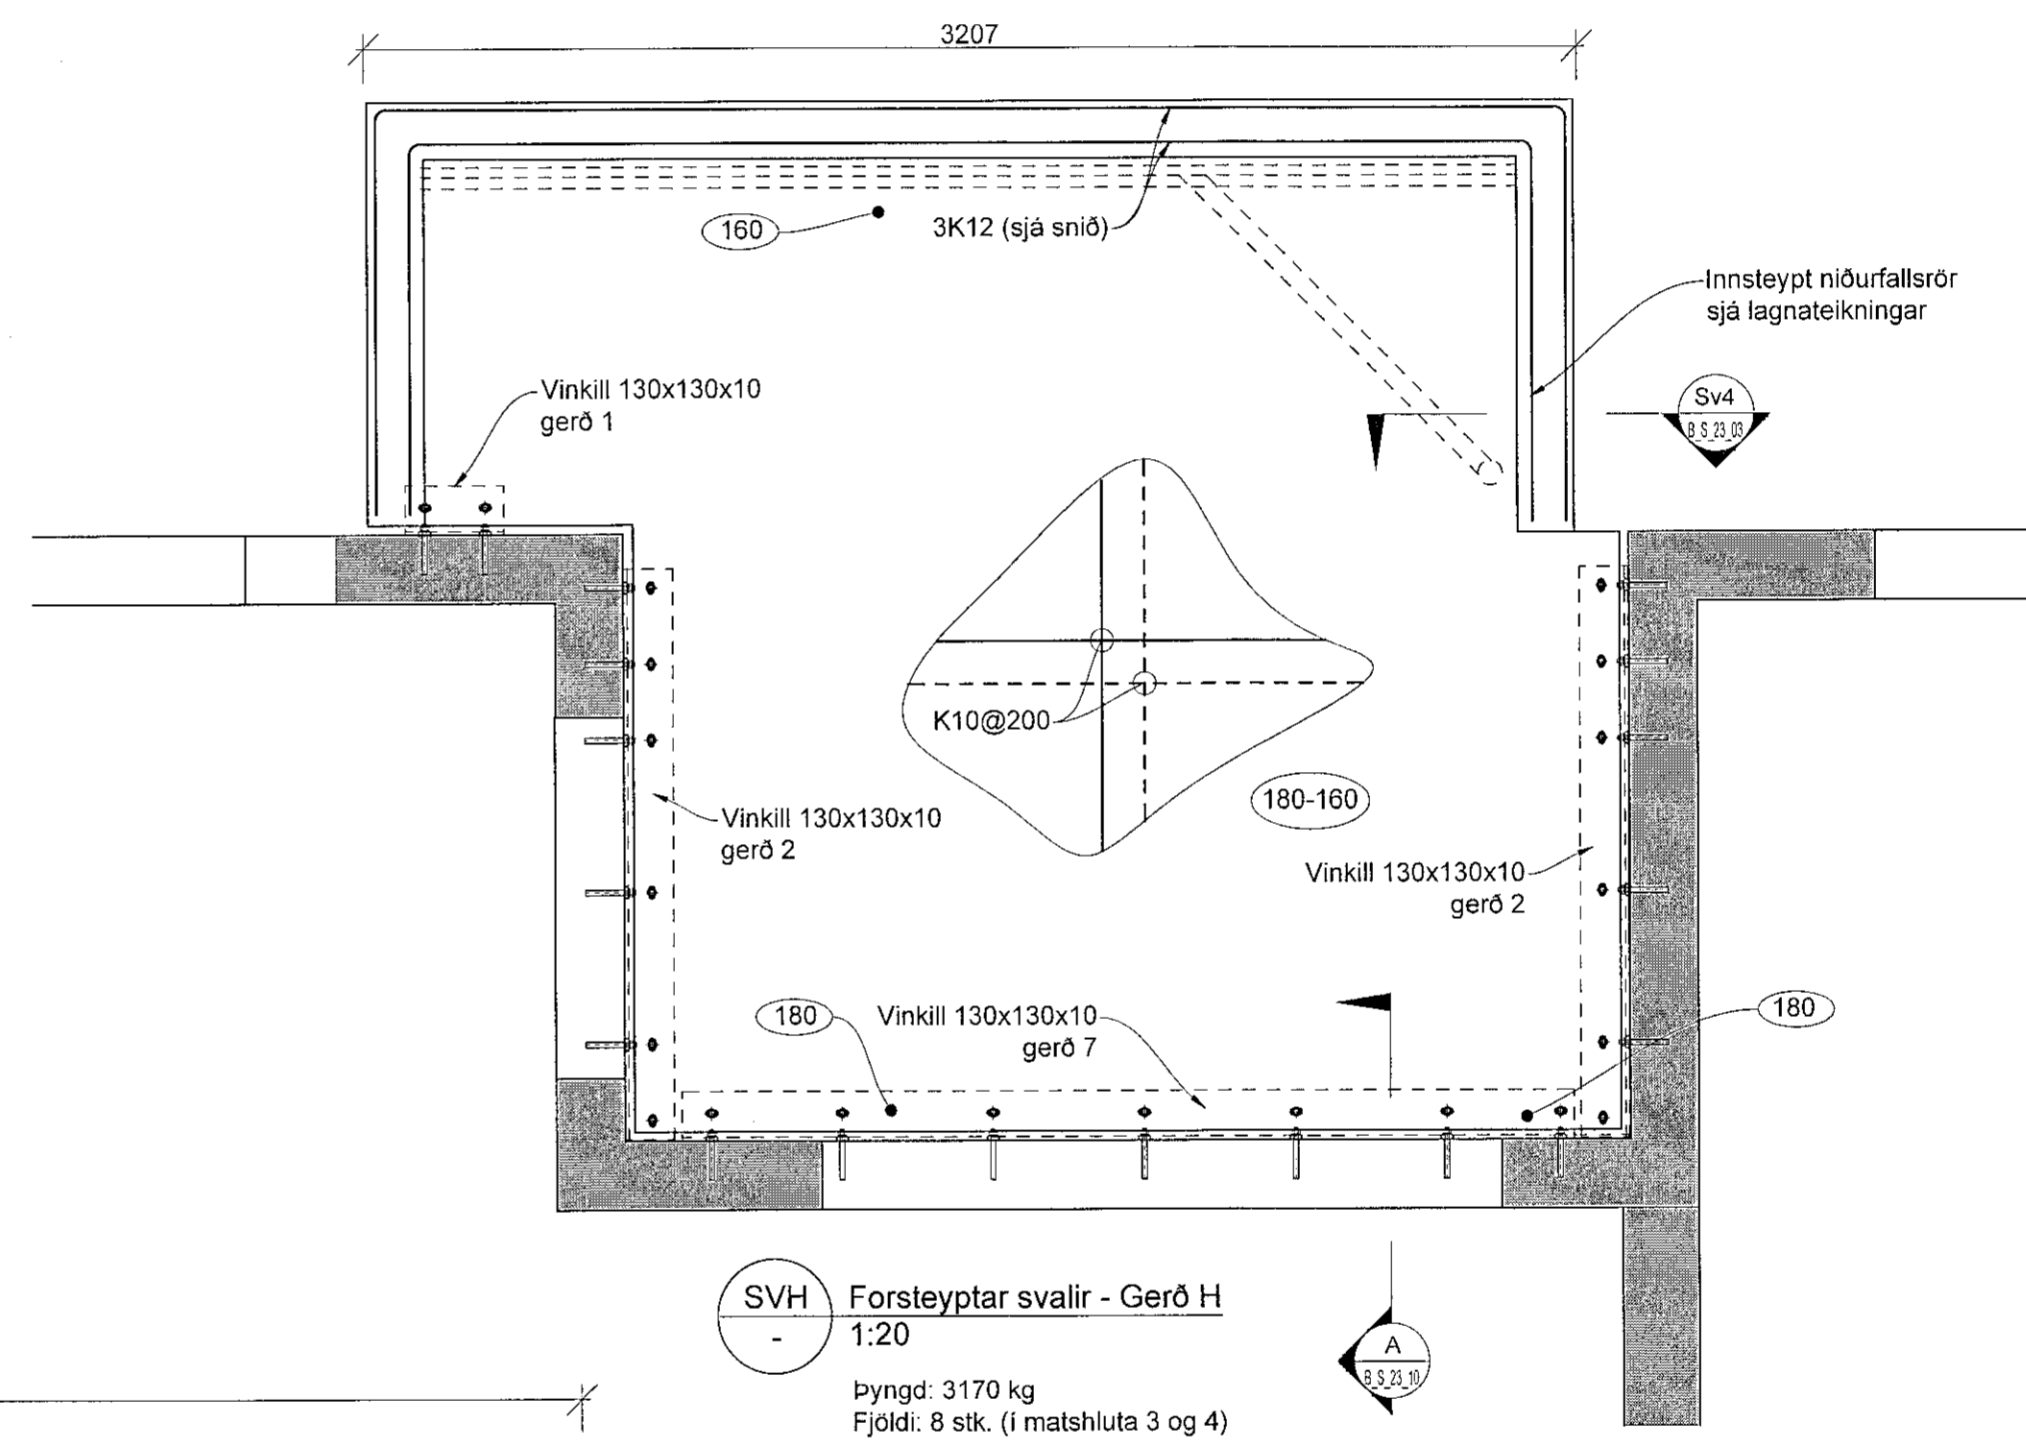 3207
160
3K12 (sjá snið)
Innsteypt niðurfallsrör
sjá lagnateikningar
Vinkill 130x130x10
gerð 1
Sv4
B_S_23_03
K10@200
180-160
Vinkill 130x130x10
gerð 2
Vinkill 130x130x10
gerð 2
180
Vinkill 130x130x10
gerð 7
180
SVH
-
Forsteyptar svalir - Gerð H
1:20
A
B_S_23_10
Þyngd: 3170 kg
Fjöldi: 8 stk. (í matshluta 3 og 4)